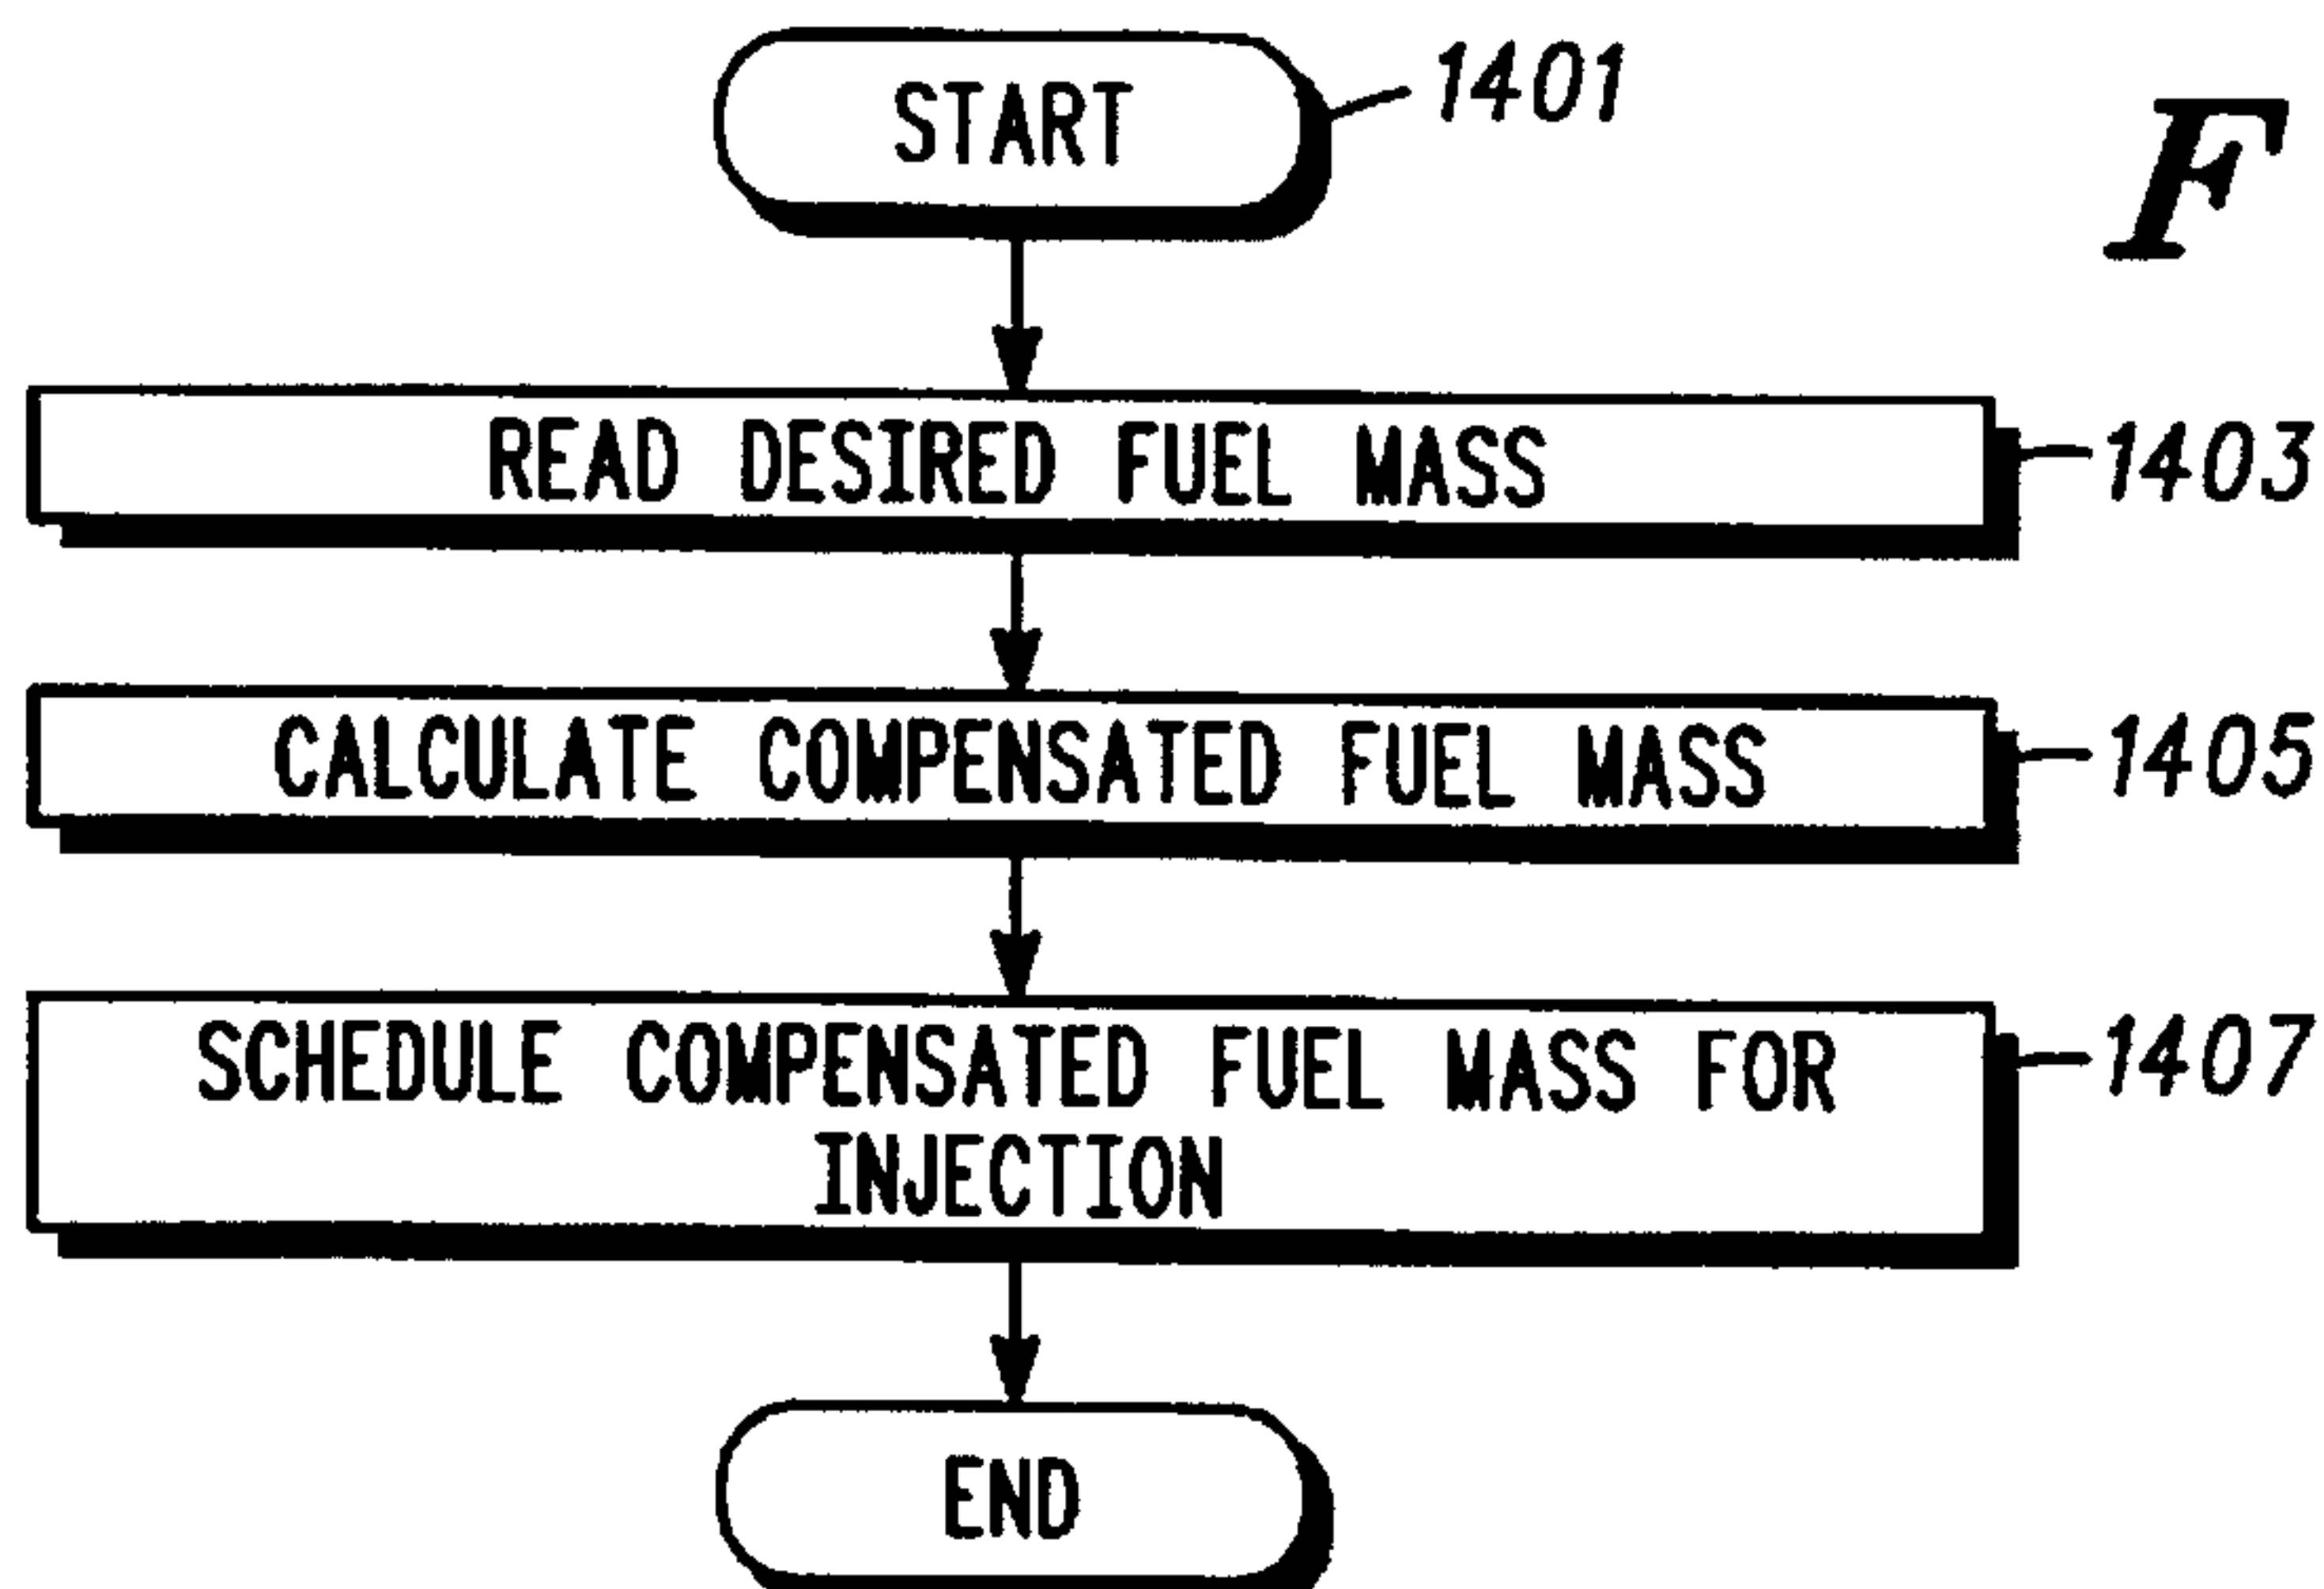 START
1401
F
READ DESIRED FUEL MASS
1403
CALCULATE COMPENSATED FUEL MASS
1405
SCHEDULE COMPENSATED FUEL MASS FOR
INJECTION
1407
END